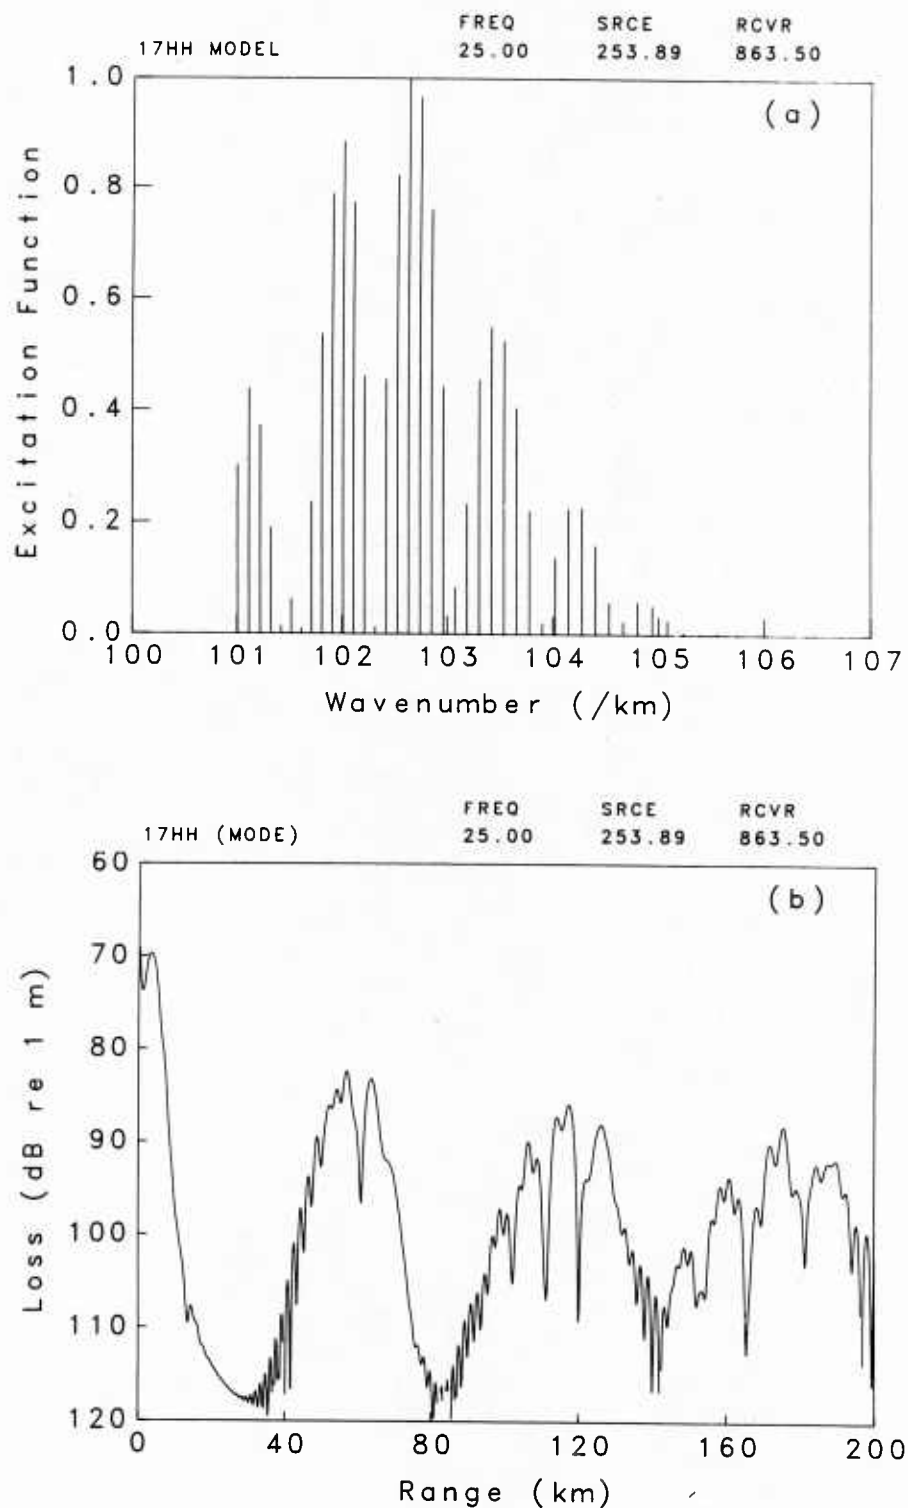 FREQ SRCE RCVR
17HH MODEL 25.00 253.89 863.50
(a)
1.0
0.8
0.6
0.4
0.2
0.0
Excitation Function
100 101 102 103 104 105 106 107
Wavenumber (/km)
FREQ SRCE RCVR
17HH (MODE) 25.00 253.89 863.50
(b)
60
70
80
90
100
110
120
Loss (dB re 1 m)
0 40 80 120 160 200
Range (km)